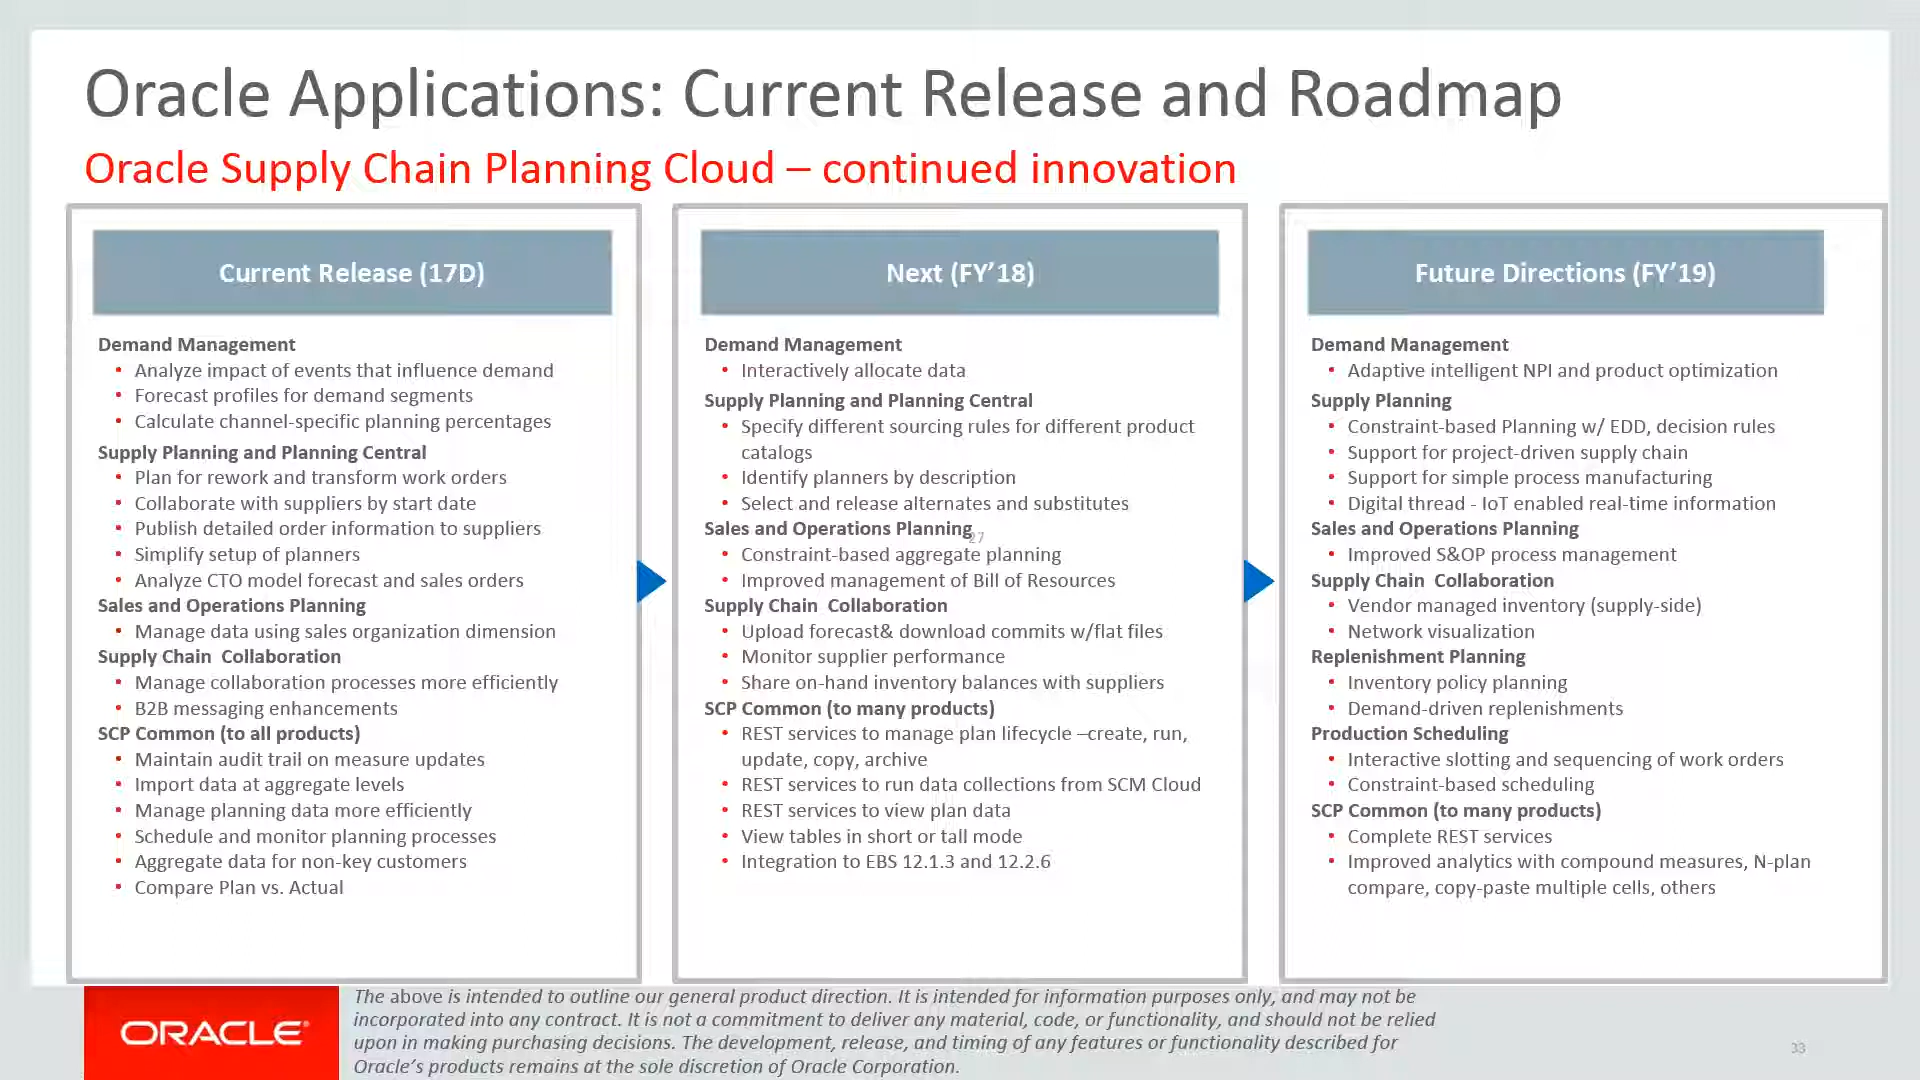 Oracle Applications: Current Release and Roadmap
Oracle Supply Chain Planning Cloud – continued innovation
Current Release (17D)
Demand Management
• Analyze impact of events that influence demand
• Forecast profiles for demand segments
• Calculate channel-specific planning percentages
Supply Planning and Planning Central
• Plan for rework and transform work orders
• Collaborate with suppliers by start date
• Publish detailed order information to suppliers
• Simplify setup of planners
• Analyze CTO model forecast and sales orders
Sales and Operations Planning
• Manage data using sales organization dimension
Supply Chain  Collaboration
• Manage collaboration processes more efficiently
• B2B messaging enhancements
SCP Common (to all products)
• Maintain audit trail on measure updates
• Import data at aggregate levels
• Manage planning data more efficiently
• Schedule and monitor planning processes
• Aggregate data for non-key customers
• Compare Plan vs. Actual
Next (FY’18)
Demand Management
• Interactively allocate data
Supply Planning and Planning Central
• Specify different sourcing rules for different product
catalogs
• Identify planners by description
• Select and release alternates and substitutes
Sales and Operations Planning
27
• Constraint-based aggregate planning
• Improved management of Bill of Resources
Supply Chain  Collaboration
• Upload forecast& download commits w/flat files
• Monitor supplier performance
• Share on-hand inventory balances with suppliers
SCP Common (to many products)
• REST services to manage plan lifecycle –create, run,
update, copy, archive
• REST services to run data collections from SCM Cloud
• REST services to view plan data
• View tables in short or tall mode
• Integration to EBS 12.1.3 and 12.2.6
Future Directions (FY’19)
Demand Management
• Adaptive intelligent NPI and product optimization
Supply Planning
• Constraint-based Planning w/ EDD, decision rules
• Support for project-driven supply chain
• Support for simple process manufacturing
• Digital thread - IoT enabled real-time information
Sales and Operations Planning
• Improved S&OP process management
Supply Chain  Collaboration
• Vendor managed inventory (supply-side)
• Network visualization
Replenishment Planning
• Inventory policy planning
• Demand-driven replenishments
Production Scheduling
• Interactive slotting and sequencing of work orders
• Constraint-based scheduling
SCP Common (to many products)
• Complete REST services
• Improved analytics with compound measures, N-plan
compare, copy-paste multiple cells, others
ORACLE®
The above is intended to outline our general product direction. It is intended for information purposes only, and may not be
incorporated into any contract. It is not a commitment to deliver any material, code, or functionality, and should not be relied
upon in making purchasing decisions. The development, release, and timing of any features or functionality described for
Oracle’s products remains at the sole discretion of Oracle Corporation.
33